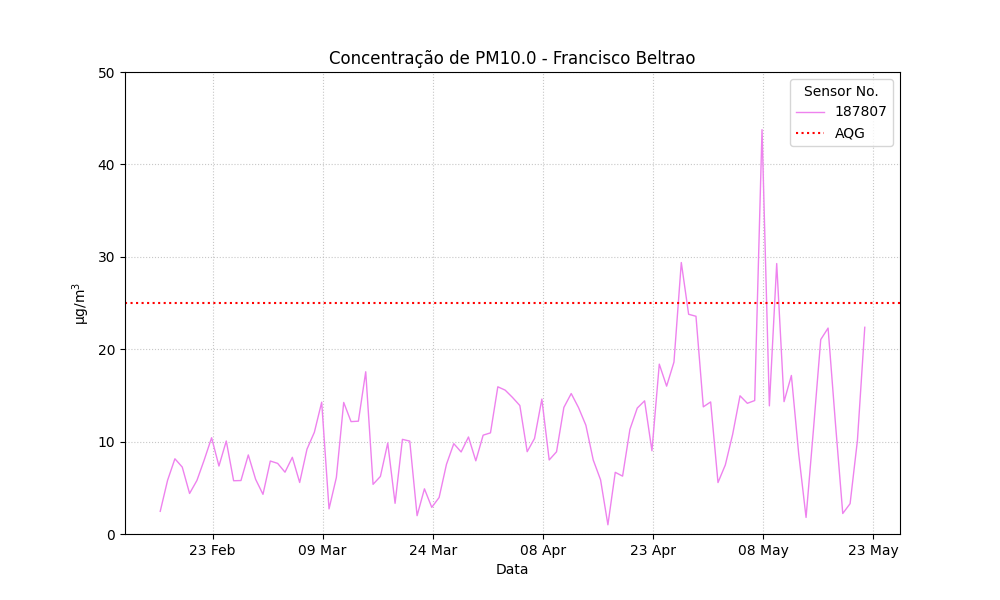 Concentração de PM10.0 - Francisco Beltrao
50
40
30
20
10
0
µg/m³
Sensor No.
187807
AQG
23 Feb
09 Mar
24 Mar
08 Apr
23 Apr
08 May
23 May
Data